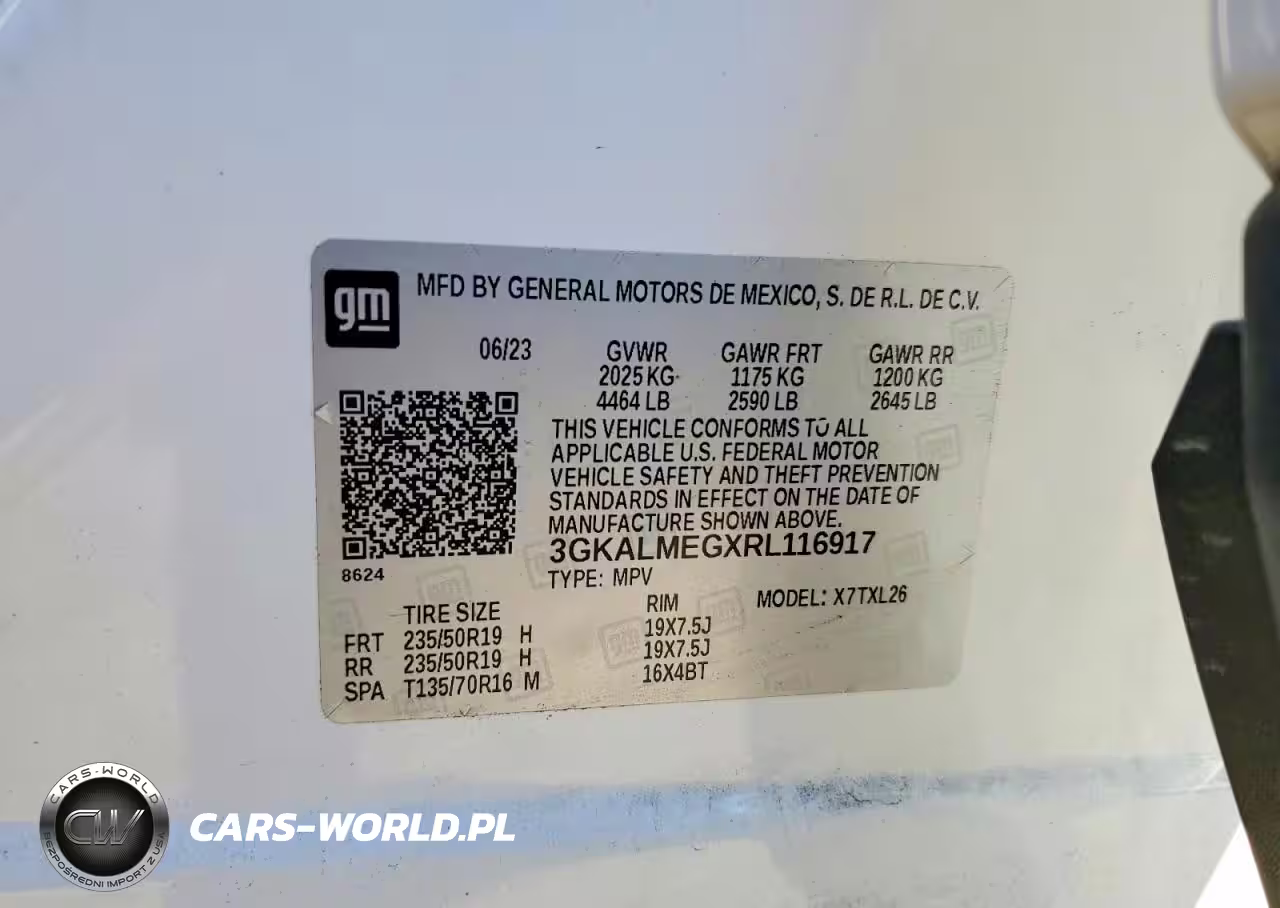 gm
MFD BY GENERAL MOTORS DE MEXICO, S. DE R.L. DE C.V.
06/23 GVWR GAWR FRT GAWR RR
2025 KG 1175 KG 1200 KG
4464 LB 2590 LB 2645 LB
THIS VEHICLE CONFORMS TO ALL
APPLICABLE U.S. FEDERAL MOTOR
VEHICLE SAFETY AND THEFT PREVENTION
STANDARDS IN EFFECT ON THE DATE OF
MANUFACTURE SHOWN ABOVE.
3GKALMEGXRL116917
8624
TYPE: MPV
MODEL: X7TXL26
TIRE SIZE RIM
FRT 235/50R19 H 19X7.5J
RR 235/50R19 H 19X7.5J
SPA T135/70R16 M 16X4BT
CARS-WORLD
CW
BEZPOŚREDNI IMPORT Z USA
CARS-WORLD.PL